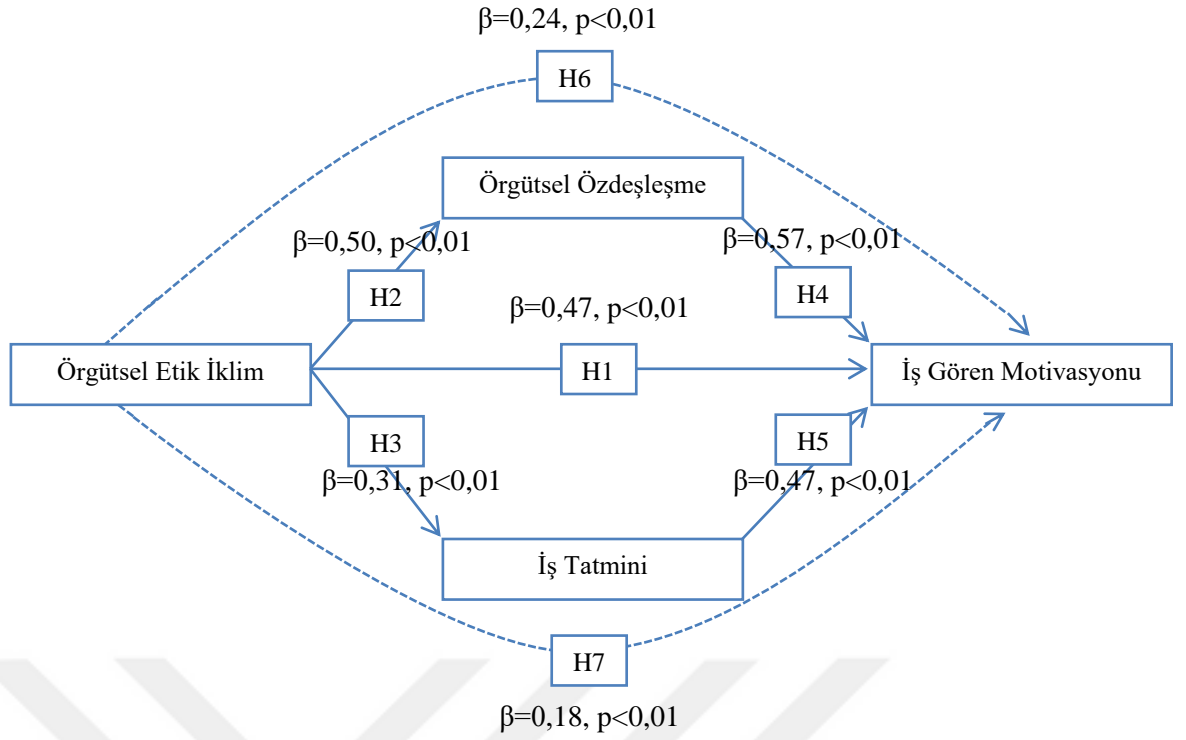 β=0,24, p<0,01
H6
Örgütsel Özdeşleşme
β=0,50, p<0,01
β=0,57, p<0,01
H2
H4
β=0,47, p<0,01
Örgütsel Etik İklim
H1
İş Gören Motivasyonu
H3
H5
β=0,31, p<0,01
β=0,47, p<0,01
İş Tatmini
H7
β=0,18, p<0,01